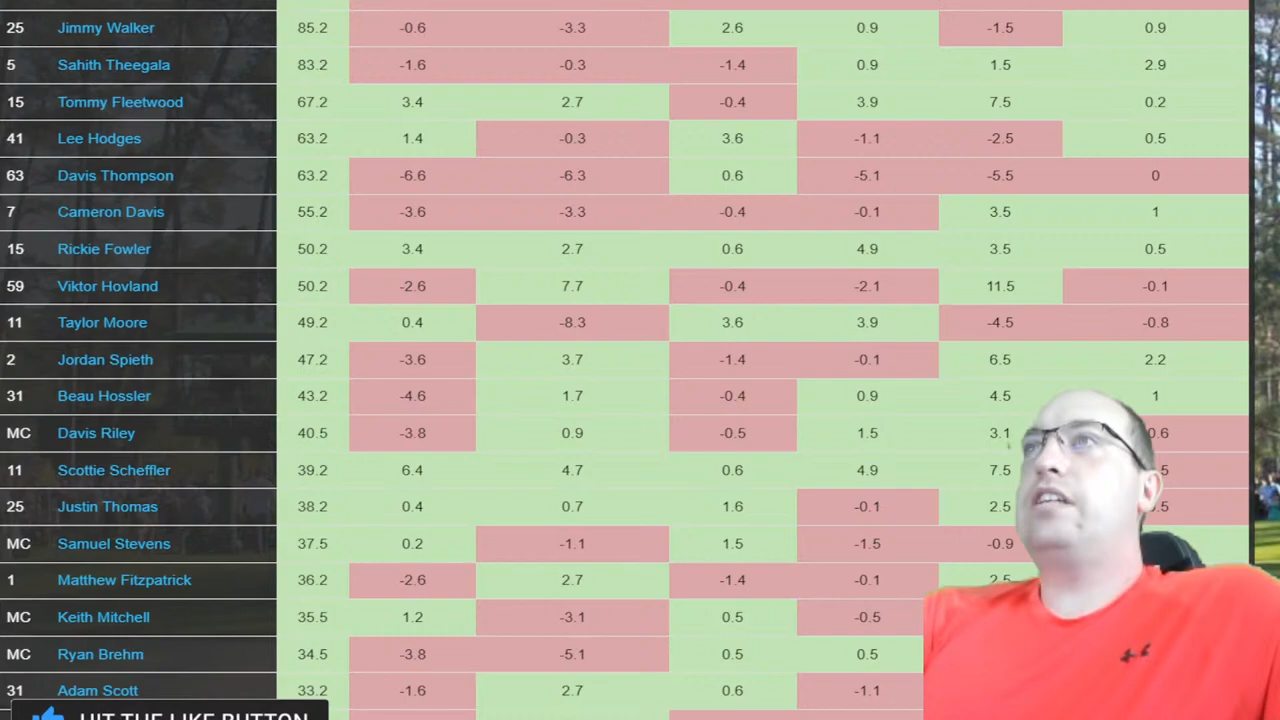 25 Jimmy Walker 85.2 -0.6 -3.3 2.6 0.9 -1.5 0.9
5 Sahith Theegala 83.2 -1.6 -0.3 -1.4 0.9 1.5 2.9
15 Tommy Fleetwood 67.2 3.4 2.7 -0.4 3.9 7.5 0.2
41 Lee Hodges 63.2 1.4 -0.3 3.6 -1.1 -2.5 0.5
63 Davis Thompson 63.2 -6.6 -6.3 0.6 -5.1 -5.5 0
7 Cameron Davis 55.2 -3.6 -3.3 -0.4 -0.1 3.5 1
15 Rickie Fowler 50.2 3.4 2.7 0.6 4.9 3.5 0.5
59 Viktor Hovland 50.2 -2.6 7.7 -0.4 -2.1 11.5 -0.1
11 Taylor Moore 49.2 0.4 -8.3 3.6 3.9 -4.5 -0.8
2 Jordan Spieth 47.2 -3.6 3.7 -1.4 -0.1 6.5 2.2
31 Beau Hossler 43.2 -4.6 1.7 -0.4 0.9 4.5 1
MC Davis Riley 40.5 -3.8 0.9 -0.5 1.5 3.1 0.6
11 Scottie Scheffler 39.2 6.4 4.7 0.6 4.9 7.5 5
25 Justin Thomas 38.2 0.4 0.7 1.6 -0.1 2.5 .5
MC Samuel Stevens 37.5 0.2 -1.1 1.5 -1.5 -0.9
1 Matthew Fitzpatrick 36.2 -2.6 2.7 -1.4 -0.1 2.5
MC Keith Mitchell 35.5 1.2 -3.1 0.5 -0.5
MC Ryan Brehm 34.5 -3.8 -5.1 0.5 0.5
31 Adam Scott 33.2 -1.6 2.7 0.6 -1.1
HIT THE LIKE BUTTON